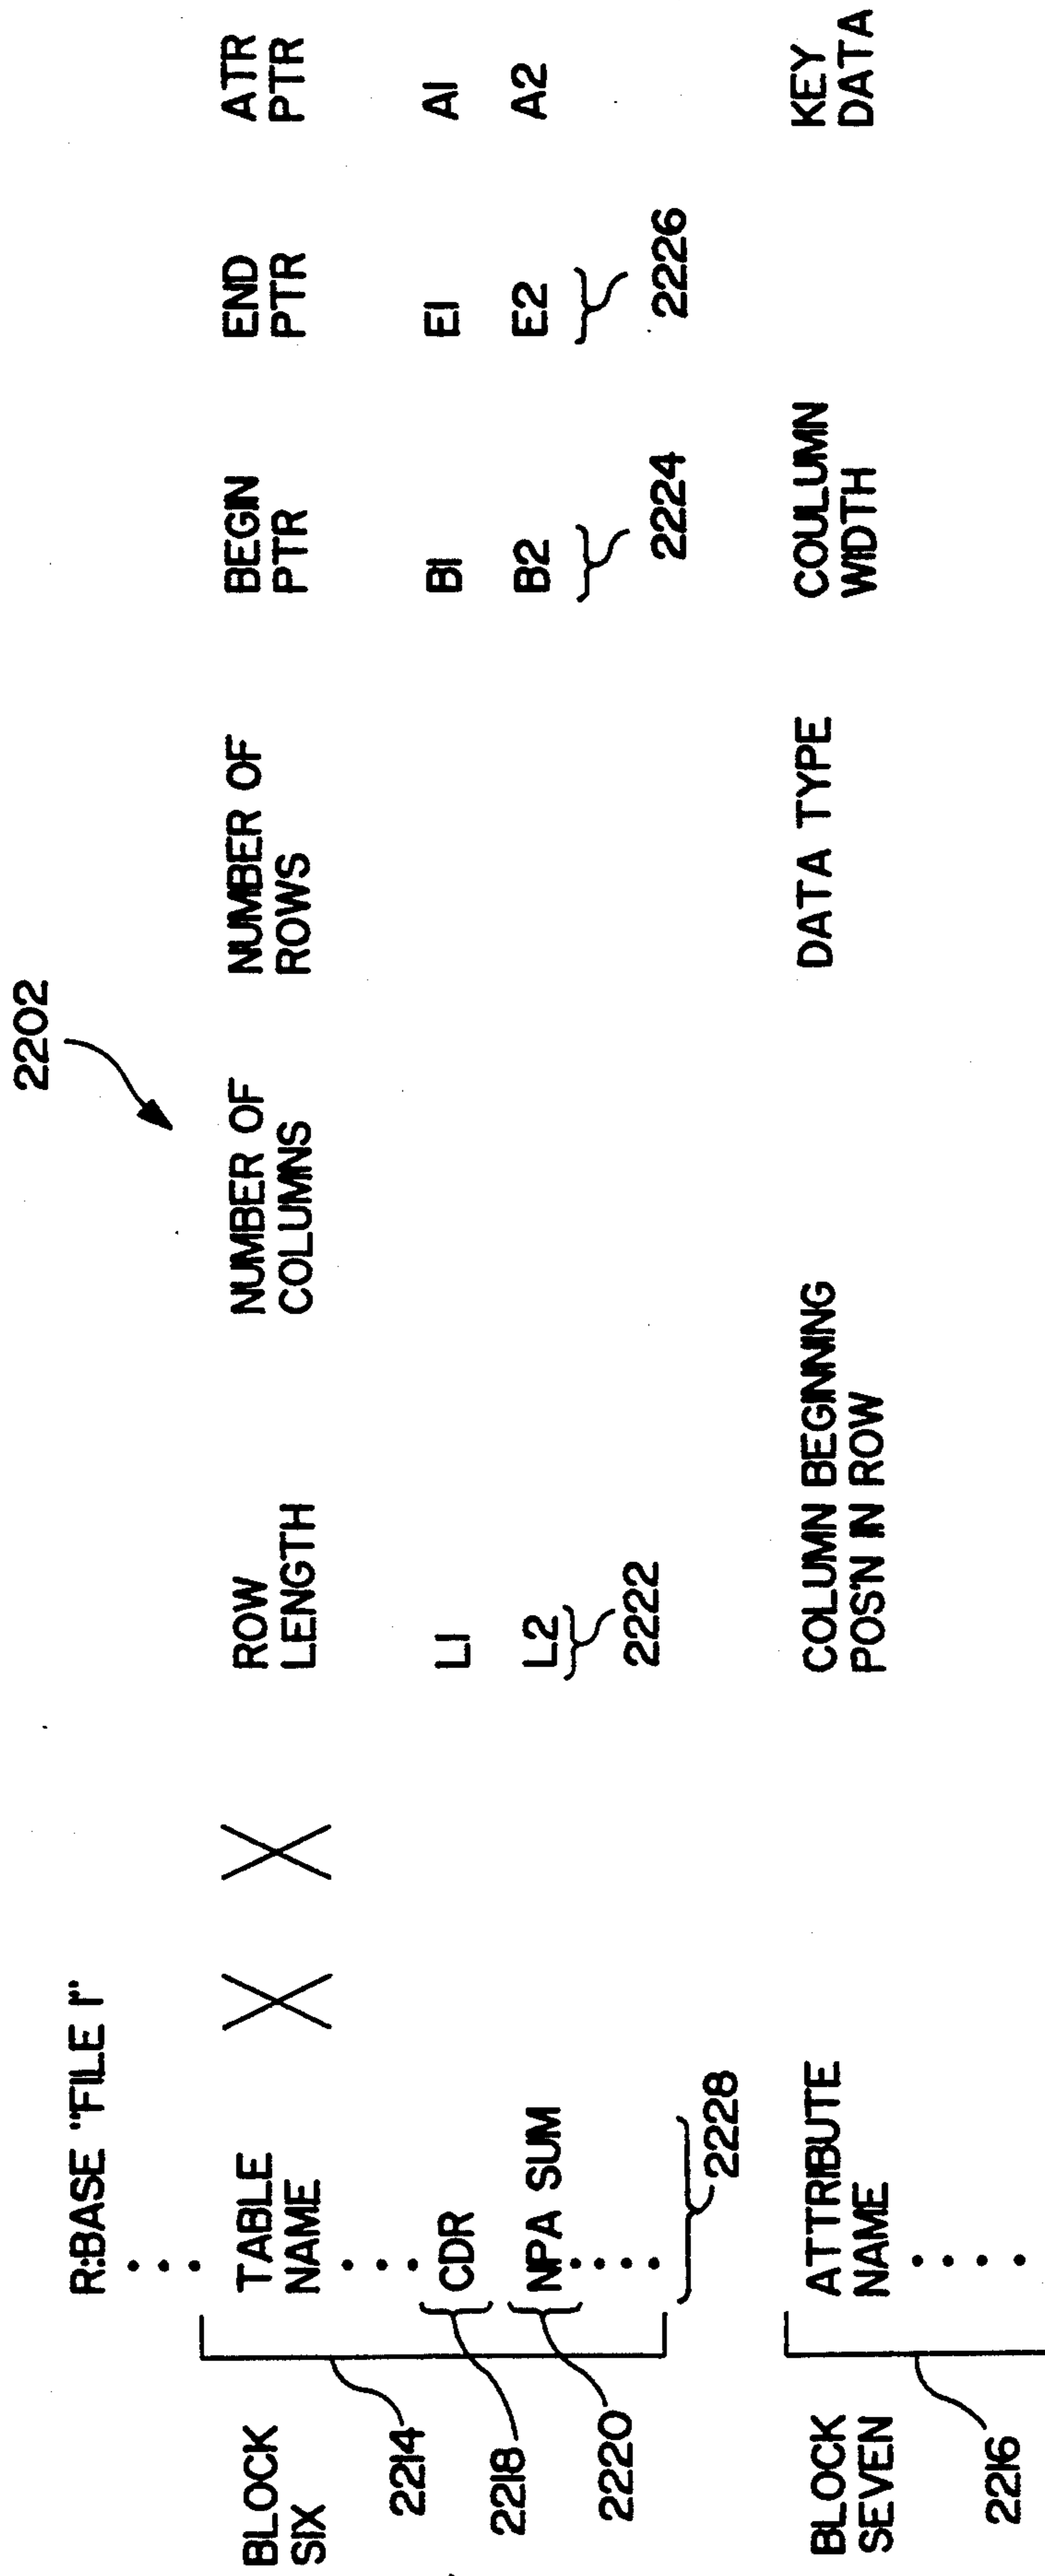 2202
R:BASE "FILE 1"
BLOCK SIX
TABLE NAME
X X
ROW LENGTH
NUMBER OF COLUMNS
NUMBER OF ROWS
BEGIN PTR
END PTR
ATR PTR
2214
2218
CDR
L1
B1
E1
A1
2220
NPA SUM
L2
B2
E2
A2
2228
2222
2224
2226
BLOCK SEVEN
ATTRIBUTE NAME
COLUMN BEGINNING POS'N IN ROW
DATA TYPE
COULUMN WIDTH
KEY DATA
2216